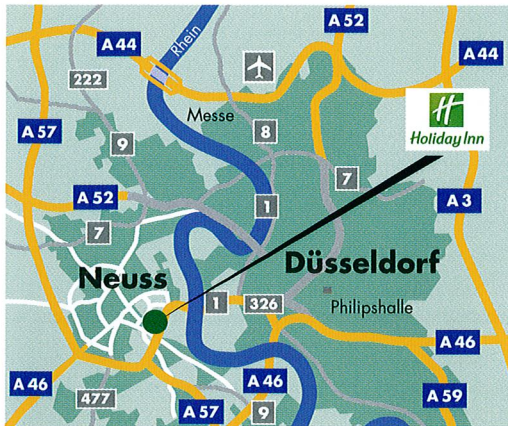 A 52
A 44
Rhein
A 44
222
Messe
H
Holiday Inn
A 57
9
8
7
A 52
1
A 3
7
Neuss
Düsseldorf
1
326
Philipshalle
A 46
A 46
A 46
A 59
477
A 57
9